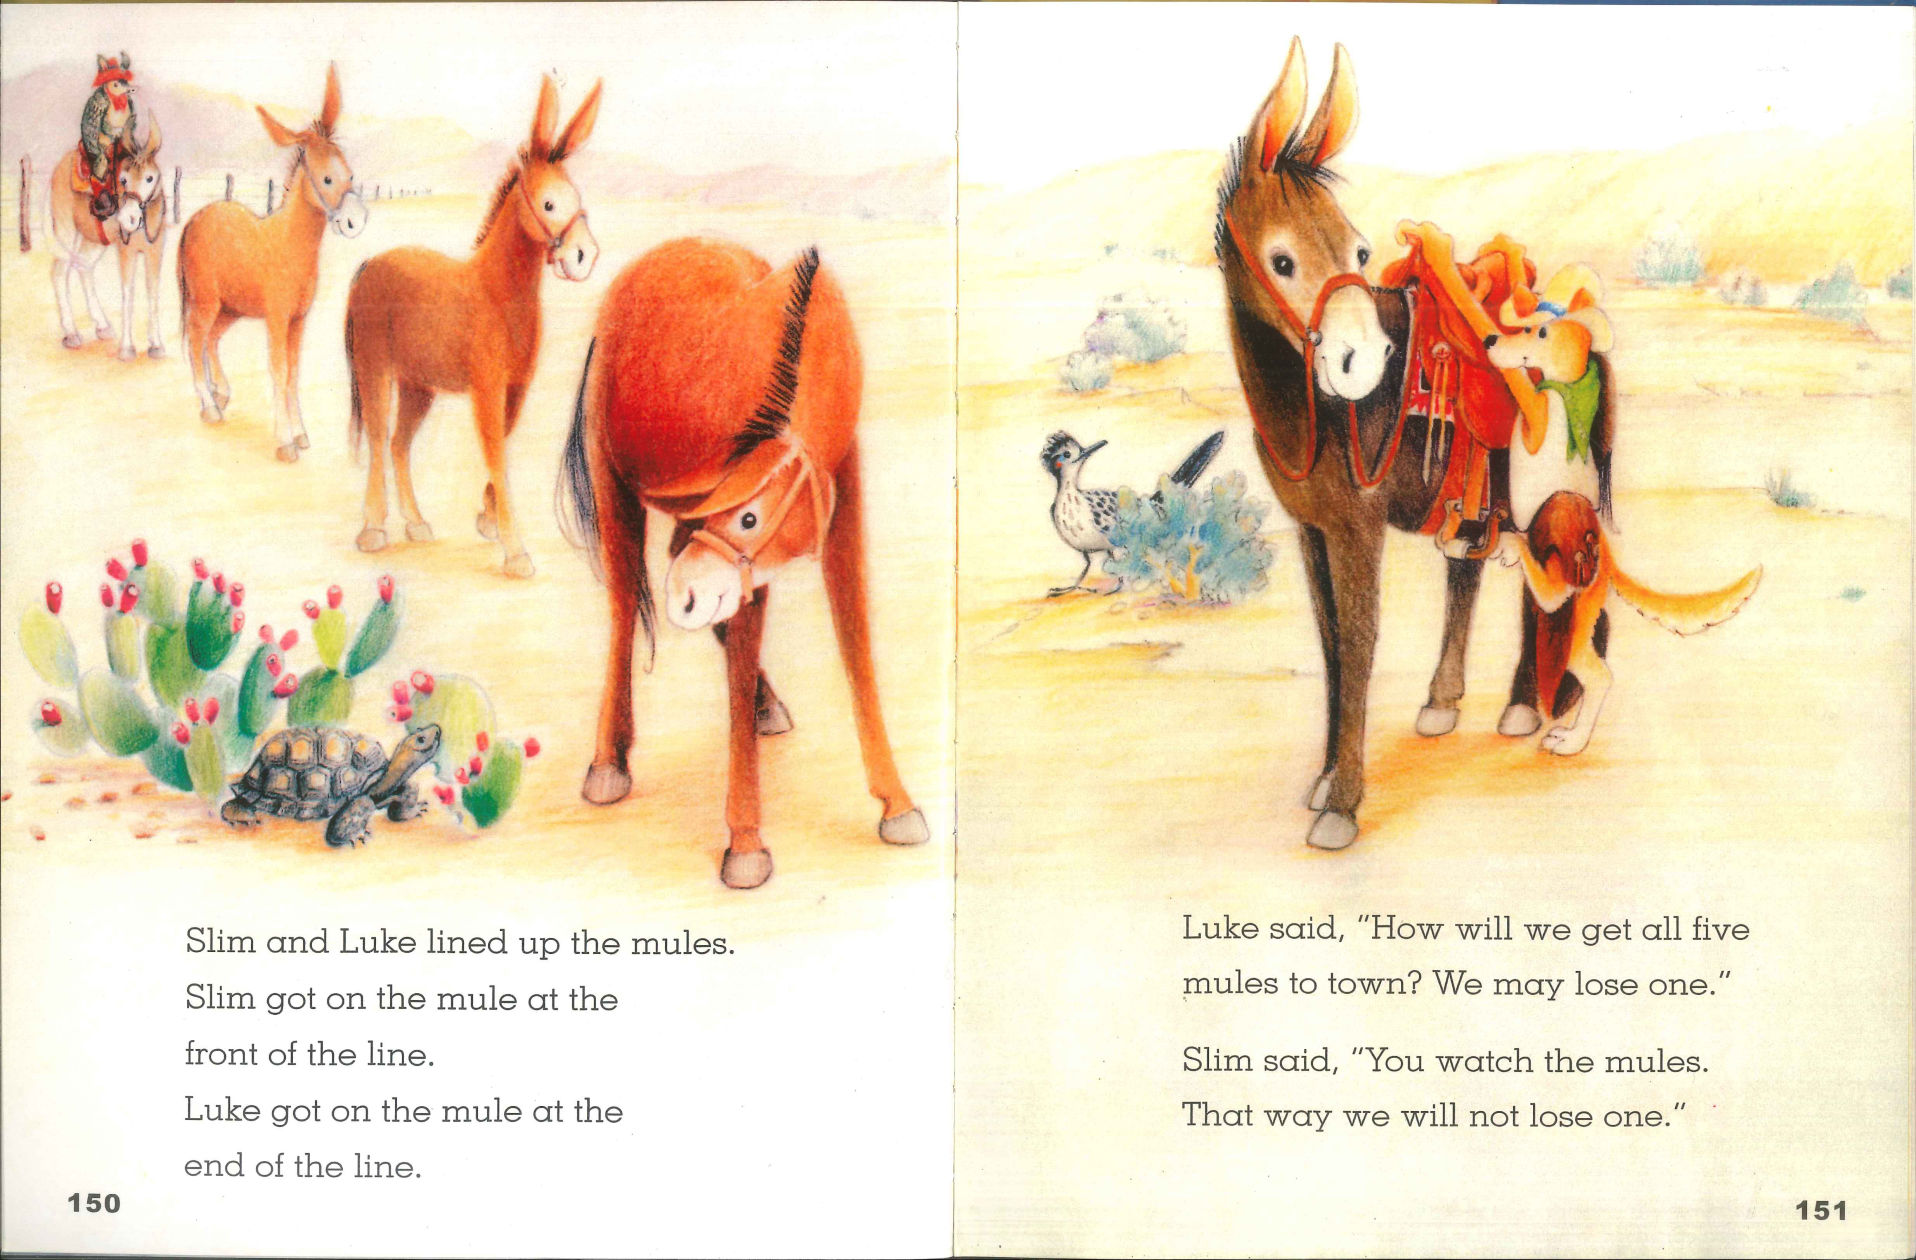 Slim and Luke lined up the mules.
Slim got on the mule at the
front of the line.
Luke got on the mule at the
end of the line.
150
Luke said, "How will we get all five
mules to town? We may lose one."
Slim said, "You watch the mules.
That way we will not lose one."
151